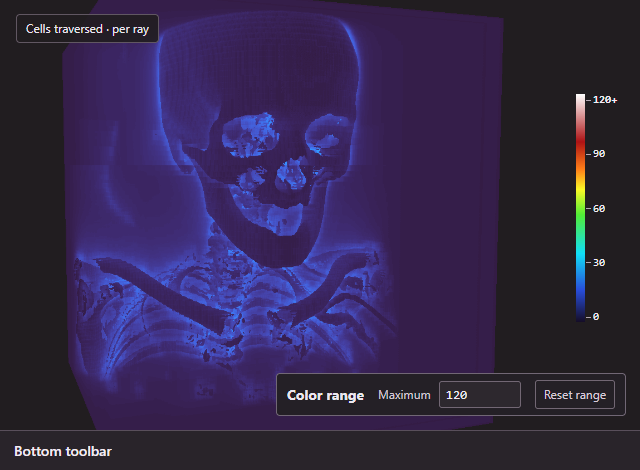 Cells traversed · per ray
120+
90
60
30
0
Color range Maximum 120 Reset range
Bottom toolbar